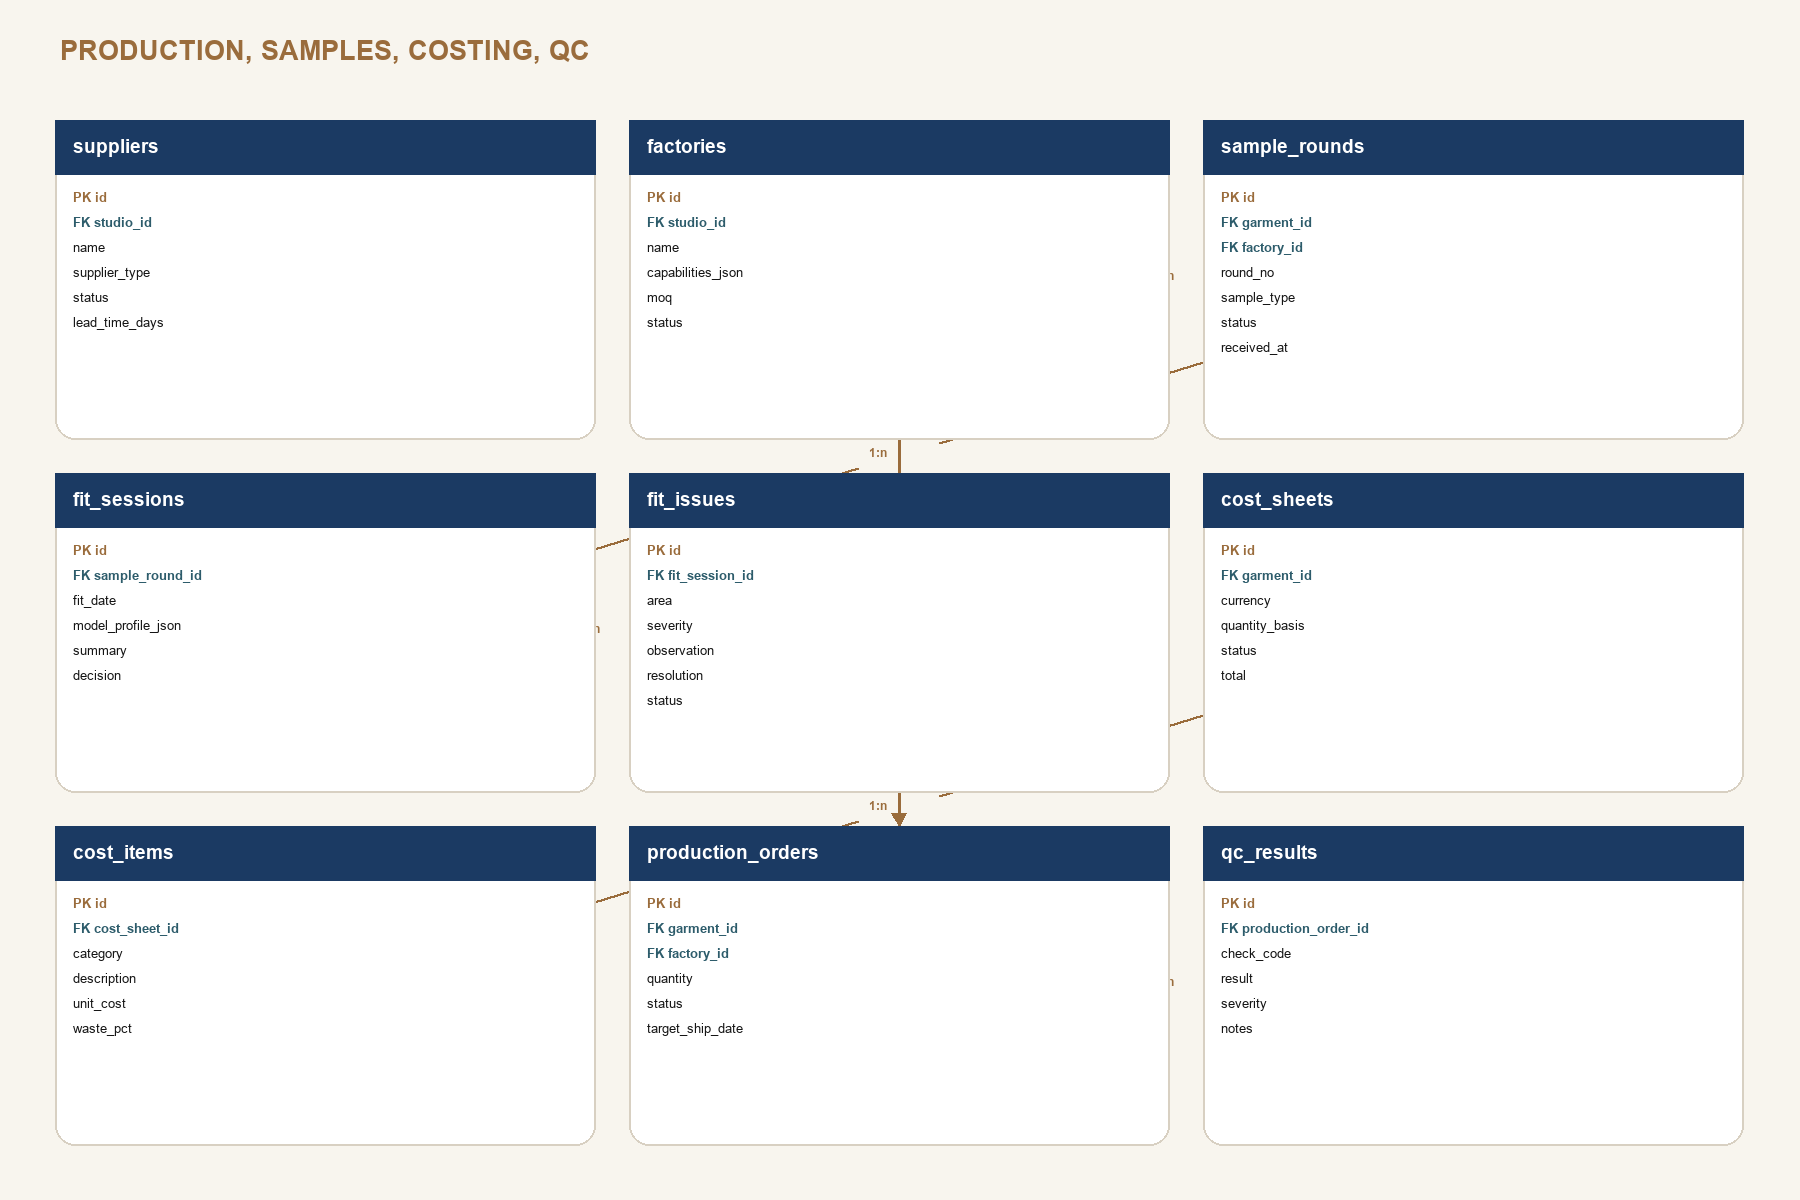 PRODUCTION, SAMPLES, COSTING, QC
suppliers
PK id
FK studio_id
name
supplier_type
status
lead_time_days
factories
PK id
FK studio_id
name
capabilities_json
moq
status
sample_rounds
PK id
FK garment_id
FK factory_id
round_no
sample_type
status
received_at
1:n
fit_sessions
PK id
FK sample_round_id
fit_date
model_profile_json
summary
decision
fit_issues
PK id
FK fit_session_id
area
severity
observation
resolution
status
cost_sheets
PK id
FK garment_id
currency
quantity_basis
status
total
1:n
cost_items
PK id
FK cost_sheet_id
category
description
unit_cost
waste_pct
production_orders
PK id
FK garment_id
FK factory_id
quantity
status
target_ship_date
qc_results
PK id
FK production_order_id
check_code
result
severity
notes